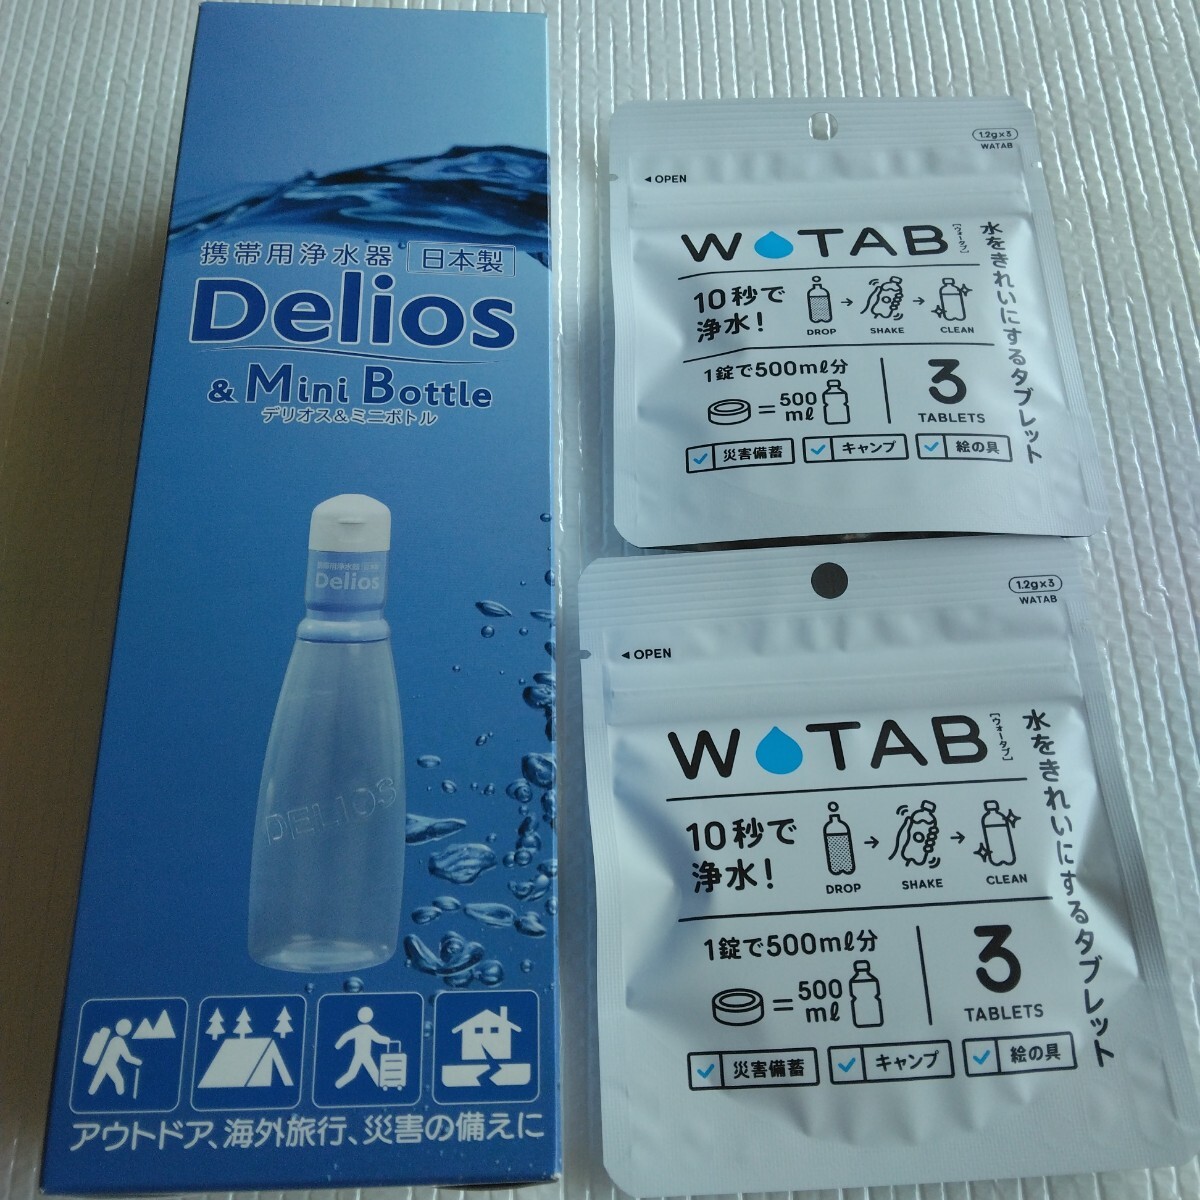 携帯用浄水器 日本製
Delios
& Mini Bottle
デリオス&ミニボトル
Delios
DELIOS
アウトドア、海外旅行、災害の備えに
1.2g×3
WATAB
◄ OPEN
W TAB
[ウォータブ]
水をきれいにするタブレット
10秒で
浄水!
DROP SHAKE CLEAN
1錠で500mℓ分
= 500
mℓ
3
TABLETS
災害備蓄 キャンプ 絵の具
1.2g×3
WATAB
◄ OPEN
W TAB
[ウォータブ]
水をきれいにするタブレット
10秒で
浄水!
DROP SHAKE CLEAN
1錠で500mℓ分
= 500
mℓ
3
TABLETS
災害備蓄 キャンプ 絵の具